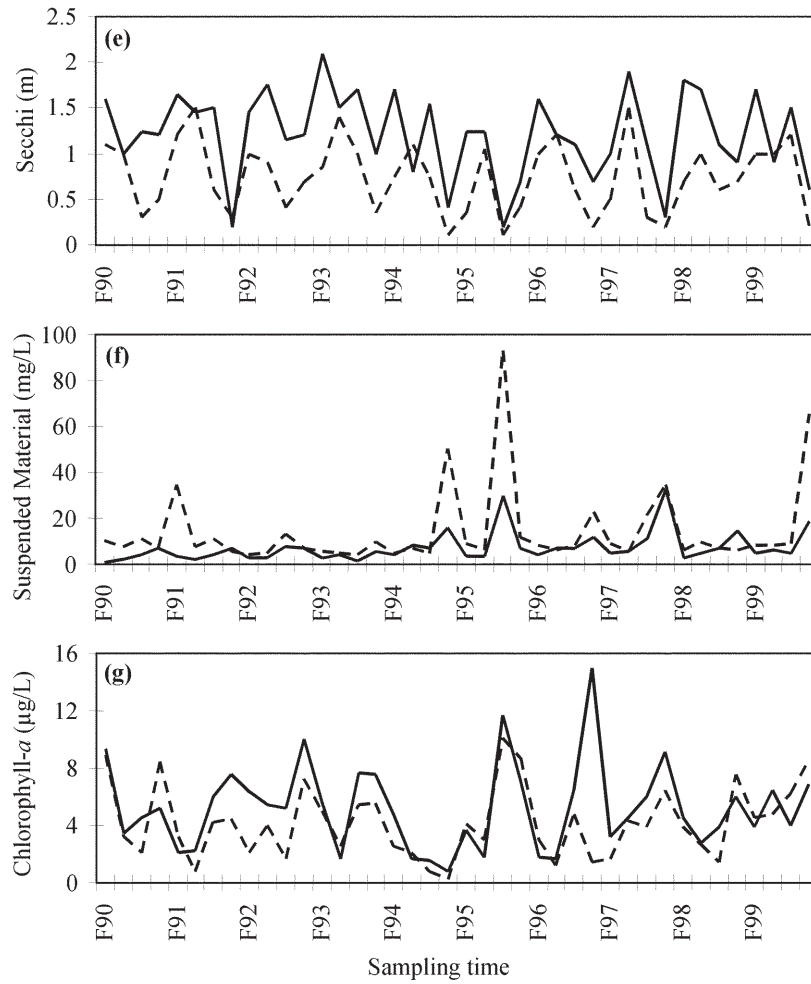 (e)
Secchi (m)
2.5
2
1.5
1
0.5
0
F90
F91
F92
F93
F94
F95
F96
F97
F98
F99
(f)
Suspended Material (mg/L)
100
80
60
40
20
0
F90
F91
F92
F93
F94
F95
F96
F97
F98
F99
(g)
Chlorophyll-a (µg/L)
16
12
8
4
0
F90
F91
F92
F93
F94
F95
F96
F97
F98
F99
Sampling time